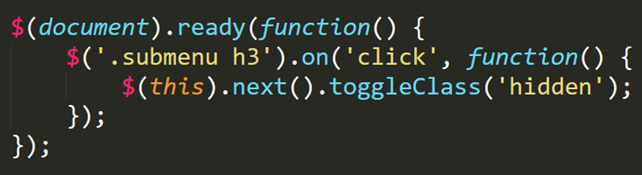 $(document).ready(function() {
    $('.submenu h3').on('click', function() {
        $(this).next().toggleClass('hidden');
    });
});